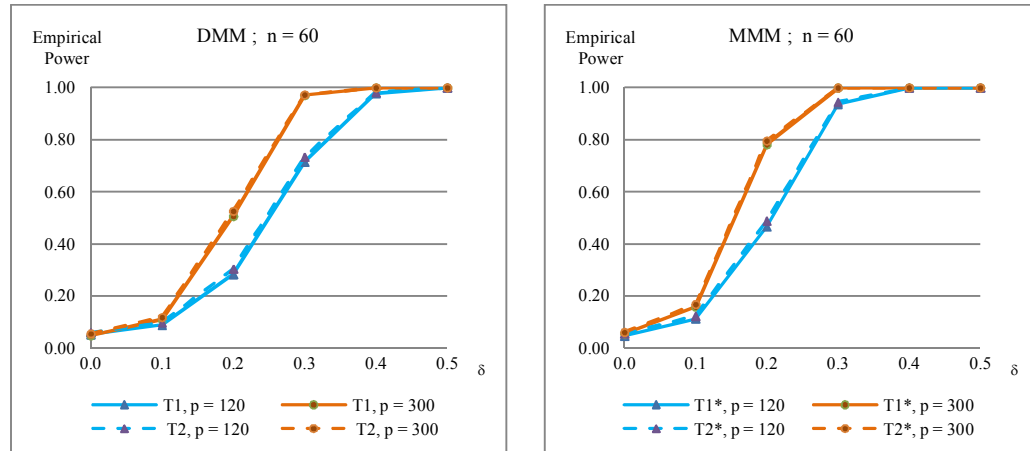 Empirical
Power
DMM ; n = 60
1.00
0.80
0.60
0.40
0.20
0.00
0.0 0.1 0.2 0.3 0.4 0.5 δ
T1, p = 120 T1, p = 300
T2, p = 120 T2, p = 300
Empirical
Power
MMM ; n = 60
1.00
0.80
0.60
0.40
0.20
0.00
0.0 0.1 0.2 0.3 0.4 0.5 δ
T1*, p = 120 T1*, p = 300
T2*, p = 120 T2*, p = 300